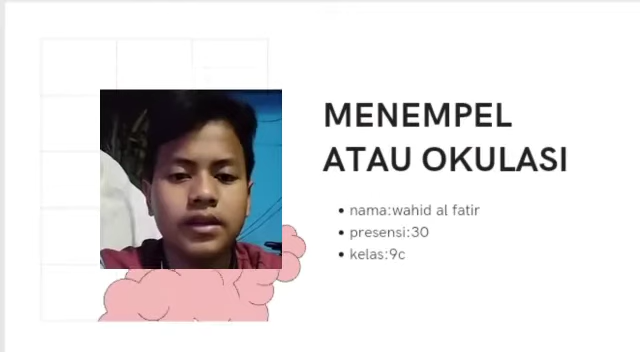 MENEMPEL
ATAU OKULASI
• nama:wahid al fatir
• presensi:30
• kelas:9c